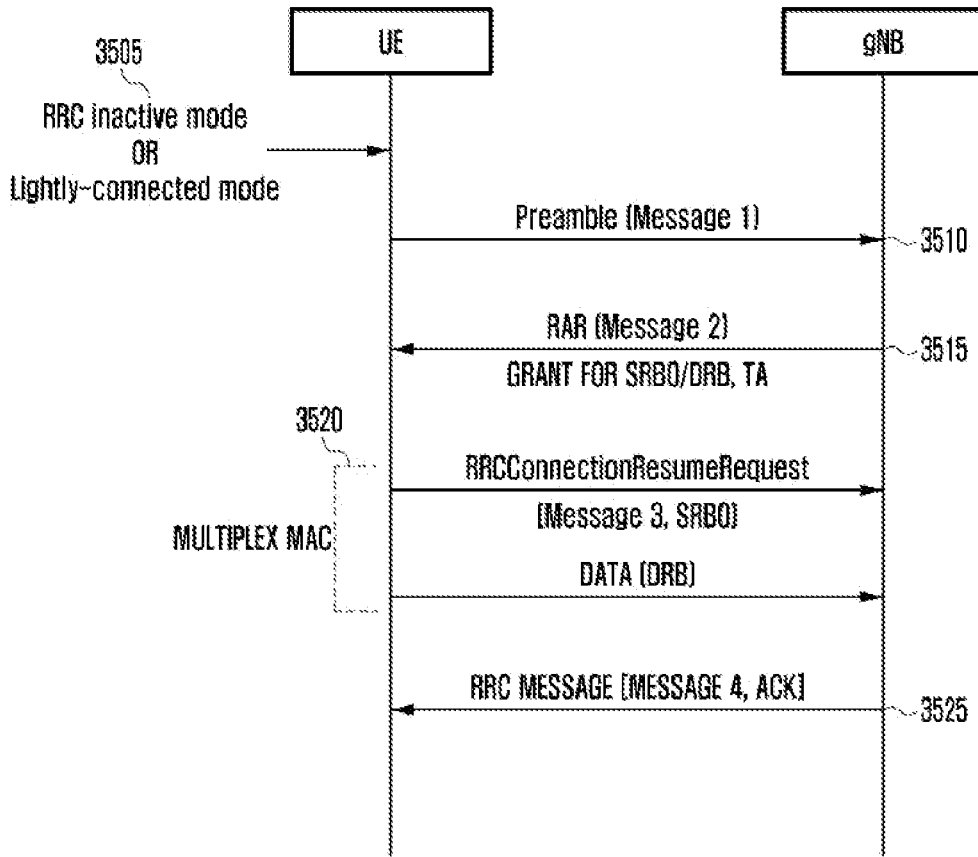 UE
gNB
3505
RRC inactive mode
OR
Lightly-connected mode
Preamble (Message 1)
3510
RAR (Message 2)
3515
GRANT FOR SRB0/DRB, TA
3520
RRCConnectionResumeRequest
[Message 3, SRB0]
MULTIPLEX MAC
DATA (DRB)
RRC MESSAGE [MESSAGE 4, ACK]
3525